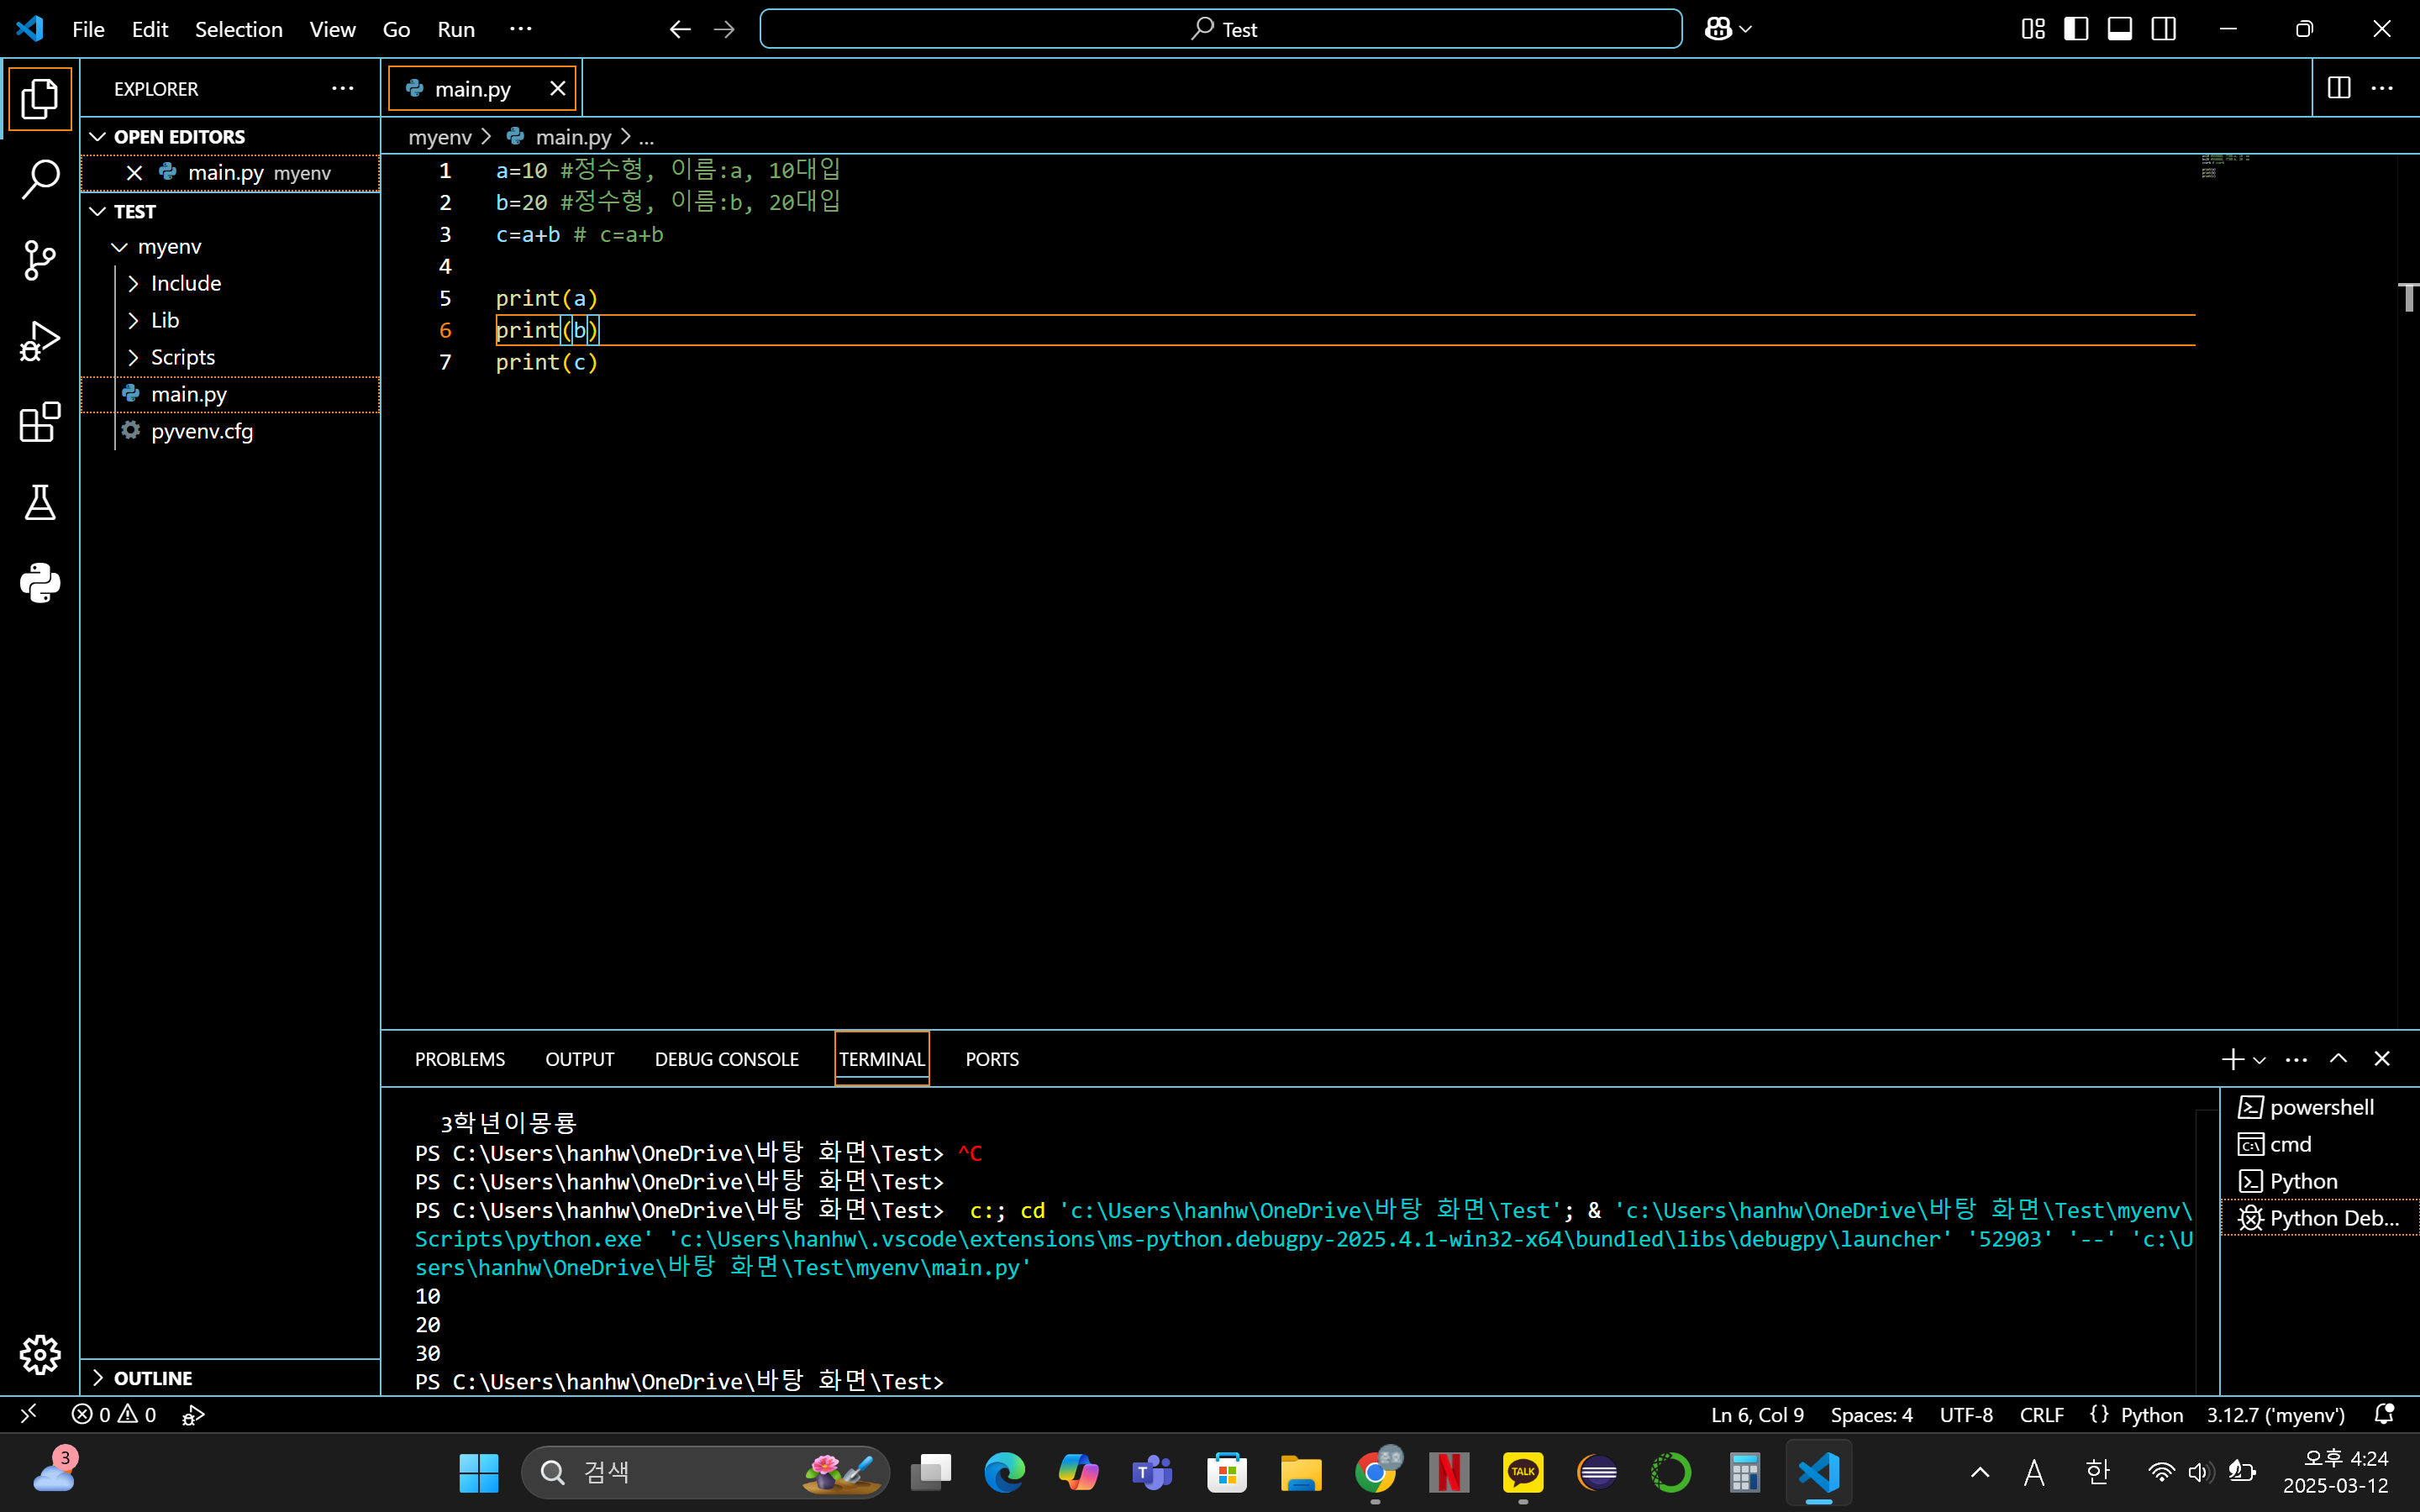 File Edit Selection View Go Run ...
Test
EXPLORER ...
main.py
OPEN EDITORS
main.py myenv
TEST
myenv
Include
Lib
Scripts
main.py
pyvenv.cfg
OUTLINE
myenv > main.py > ...
1 a=10 #정수형, 이름:a, 10대입
2 b=20 #정수형, 이름:b, 20대입
3 c=a+b # c=a+b
4
5 print(a)
6 print(b)
7 print(c)
PROBLEMS OUTPUT DEBUG CONSOLE TERMINAL PORTS
3학년이몽룡
PS C:\Users\hanhw\OneDrive\바탕 화면\Test> ^C
PS C:\Users\hanhw\OneDrive\바탕 화면\Test>
PS C:\Users\hanhw\OneDrive\바탕 화면\Test>  c:; cd 'c:\Users\hanhw\OneDrive\바탕 화면\Test'; & 'c:\Users\hanhw\OneDrive\바탕 화면\Test\myenv\
Scripts\python.exe' 'c:\Users\hanhw\.vscode\extensions\ms-python.debugpy-2025.4.1-win32-x64\bundled\libs\debugpy\launcher' '52903' '--' 'c:\U
sers\hanhw\OneDrive\바탕 화면\Test\myenv\main.py'
10
20
30
PS C:\Users\hanhw\OneDrive\바탕 화면\Test>
powershell
cmd
Python
Python Deb...
0 0
Ln 6, Col 9 Spaces: 4 UTF-8 CRLF {} Python 3.12.7 ('myenv')
3
검색
TALK
A 한
오후 4:24
2025-03-12